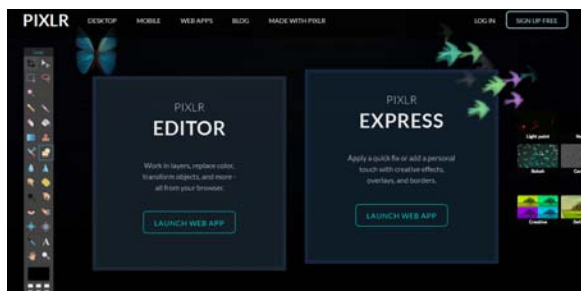 PIXLR DESKTOP MOBILE WEB APPS BLOG MADE WITH PIXLR LOG IN SIGN UP FREE
PIXLR
EDITOR
Work in layers, replace color,
transform objects, and more -
all from your browser.
LAUNCH WEB APP
PIXLR
EXPRESS
Apply a quick fix or add a personal
touch with creative effects,
overlays, and borders.
LAUNCH WEB APP
Light paint
Bokeh
Creative